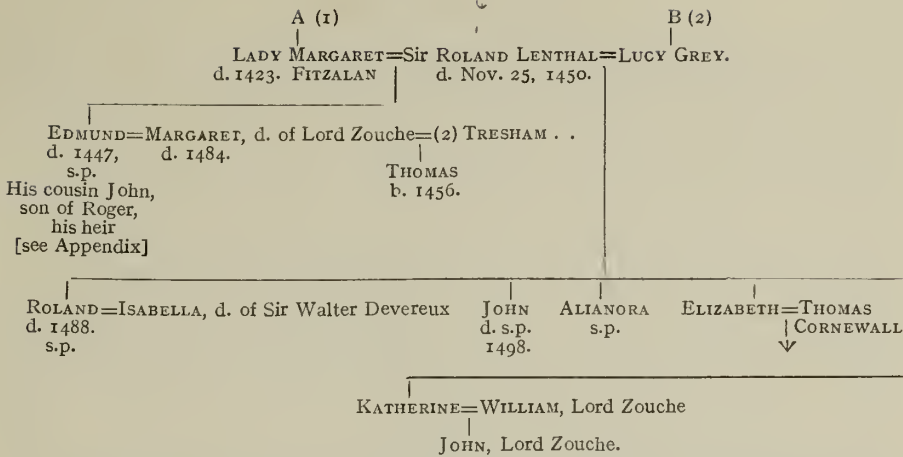 A (1) B (2)
LADY MARGARET=Sir ROLAND LENTHAL=LUCY GREY.
d. 1423. FITZALAN d. Nov. 25, 1450.
EDMUND=MARGARET, d. of Lord Zouche=(2) TRESHAM . .
d. 1447, d. 1484.
s.p. THOMAS
His cousin John, b. 1456.
son of Roger,
his heir
[see Appendix]
ROLAND=ISABELLA, d. of Sir Walter Devereux JOHN ALIANORA ELIZABETH=THOMAS
d. 1488. d. s.p. s.p. CORNEWALL
s.p. 1498.
KATHERINE=WILLIAM, Lord Zouche
JOHN, Lord Zouche.